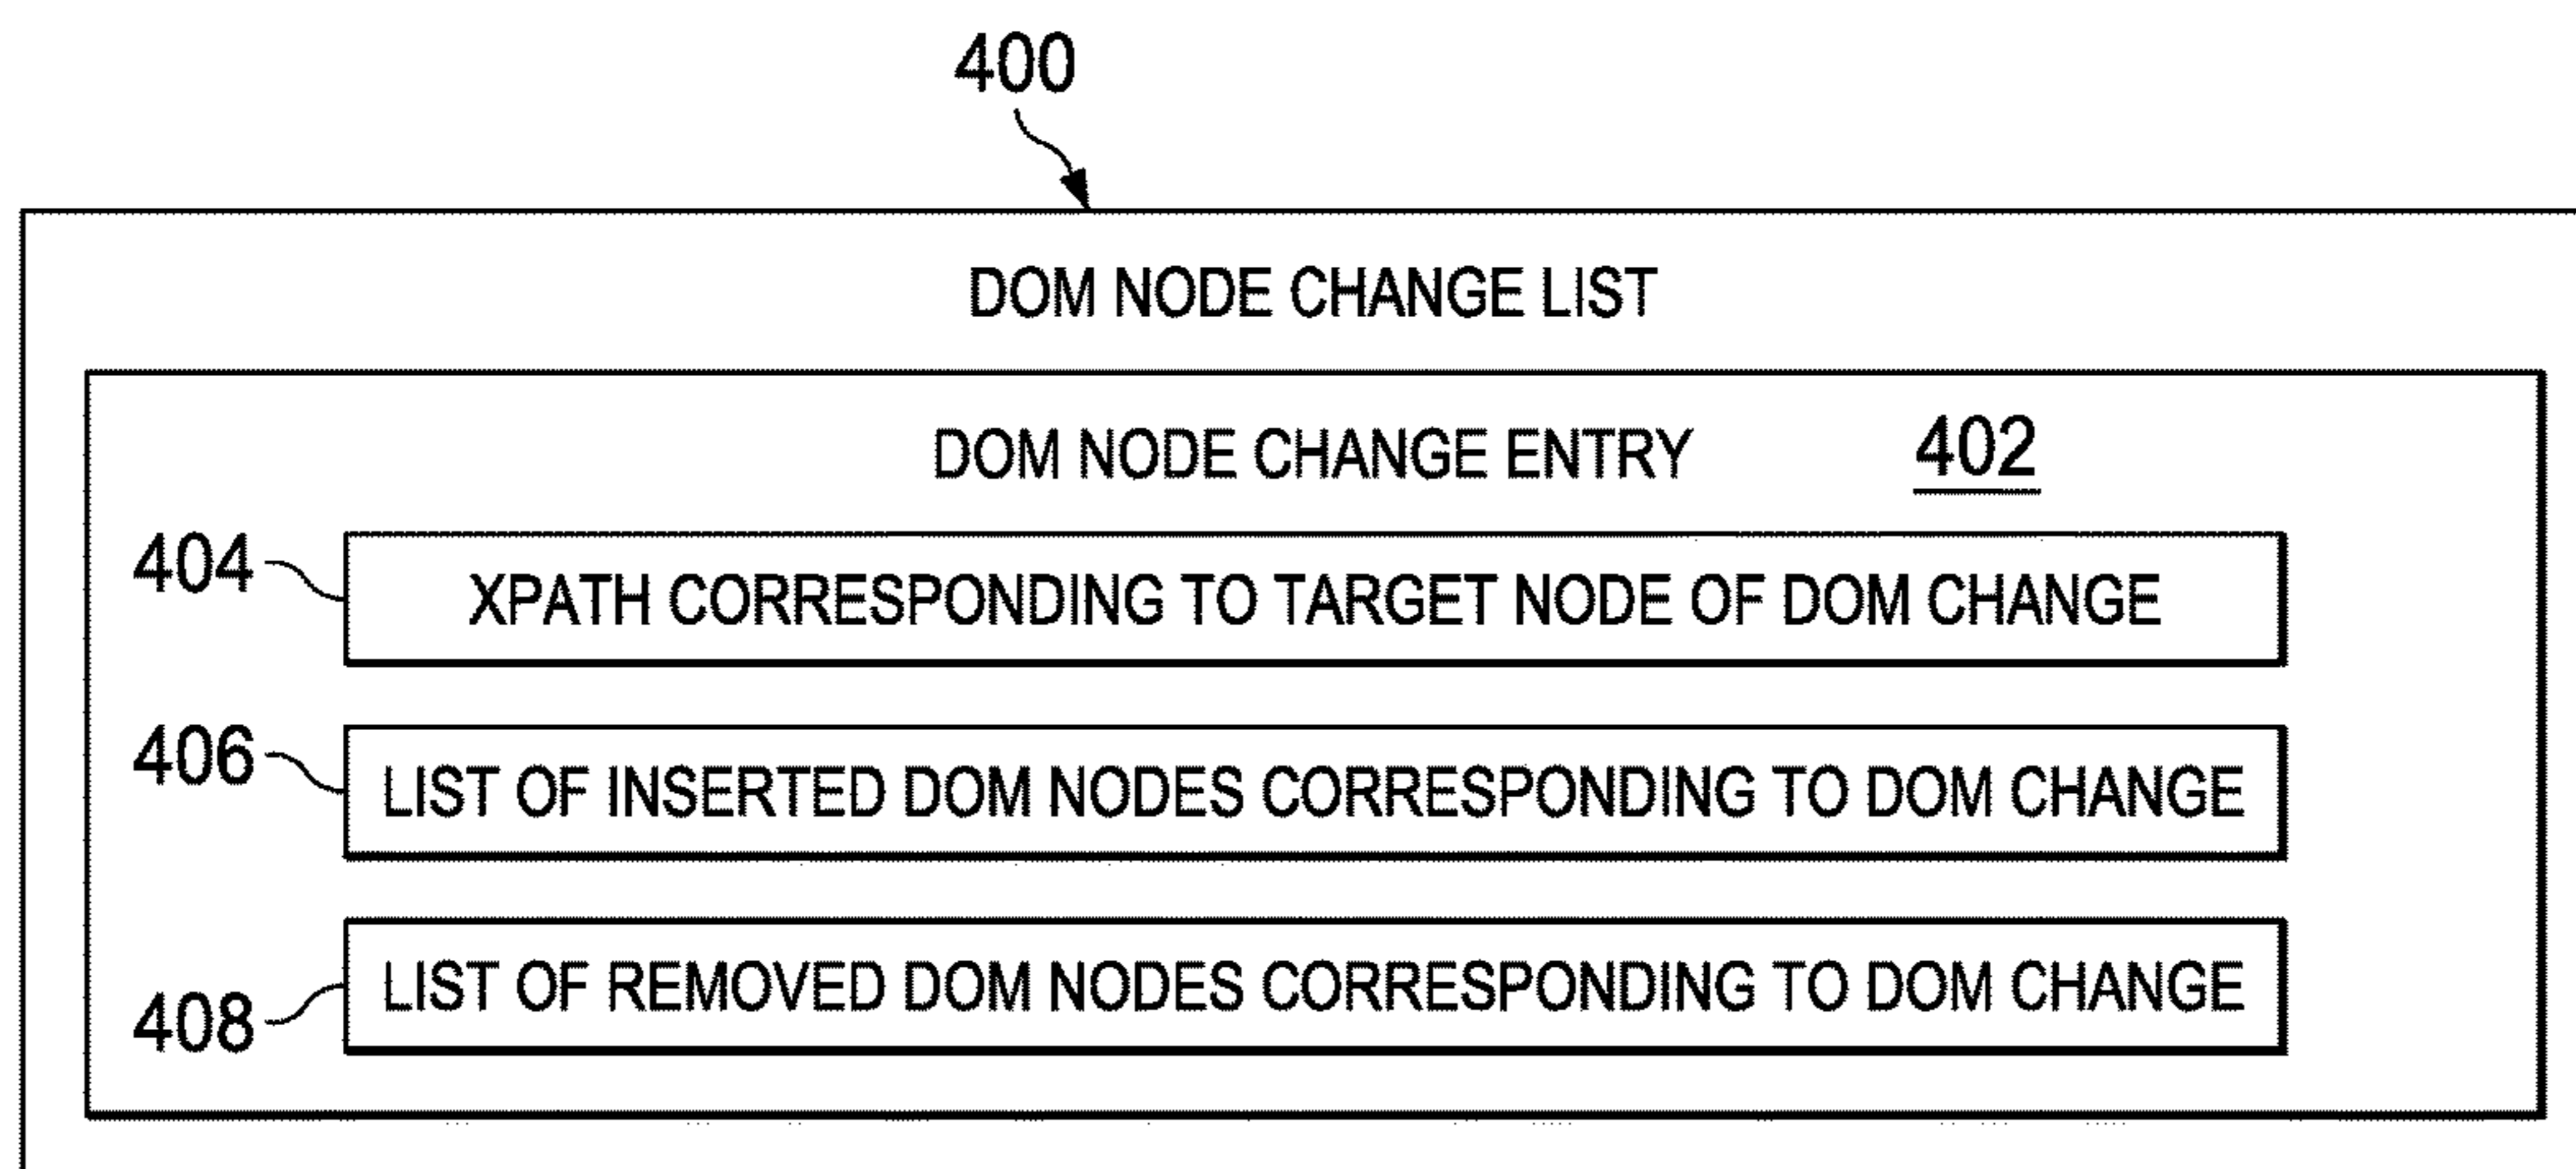 400
DOM NODE CHANGE LIST
DOM NODE CHANGE ENTRY 402
404 XPATH CORRESPONDING TO TARGET NODE OF DOM CHANGE
406 LIST OF INSERTED DOM NODES CORRESPONDING TO DOM CHANGE
408 LIST OF REMOVED DOM NODES CORRESPONDING TO DOM CHANGE